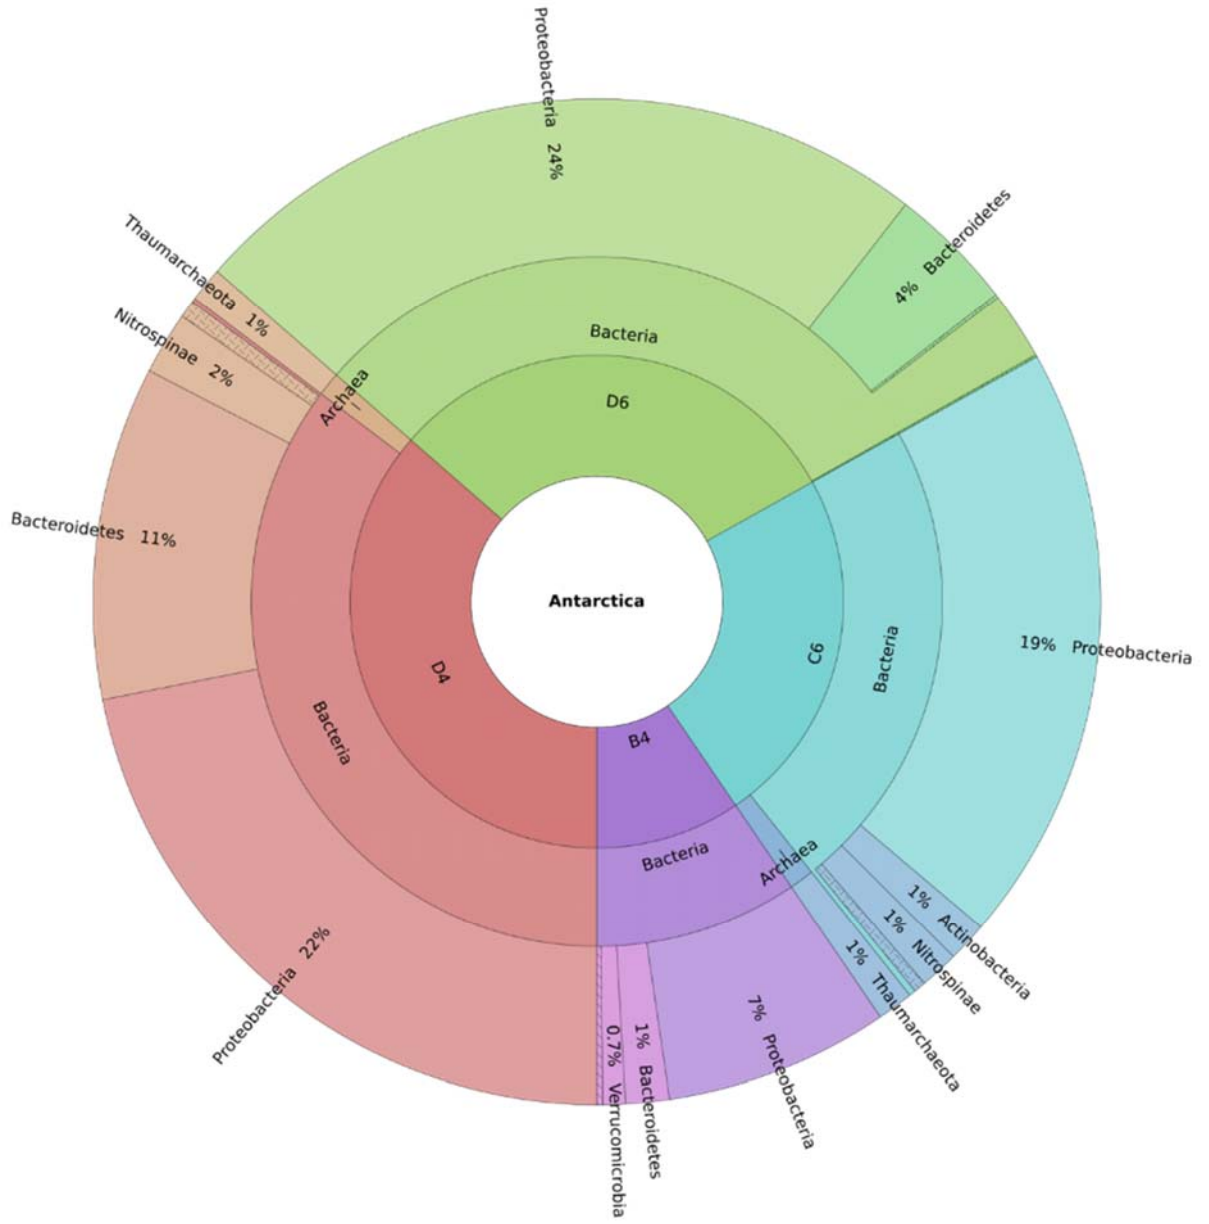 Proteobacteria 24%
4% Bacteroidetes
Thaumarchaeota 1%
Nitrospinae 2%
Archaea
Bacteria
D6
Bacteroidetes 11%
Antarctica
D4
C6
Bacteria
19% Proteobacteria
Bacteria
B4
Bacteria
Archaea
1% Actinobacteria
1% Nitrospinae
1% Thaumarchaeota
Proteobacteria 22%
7% Proteobacteria
1% Bacteroidetes
0.7% Verrucomicrobia